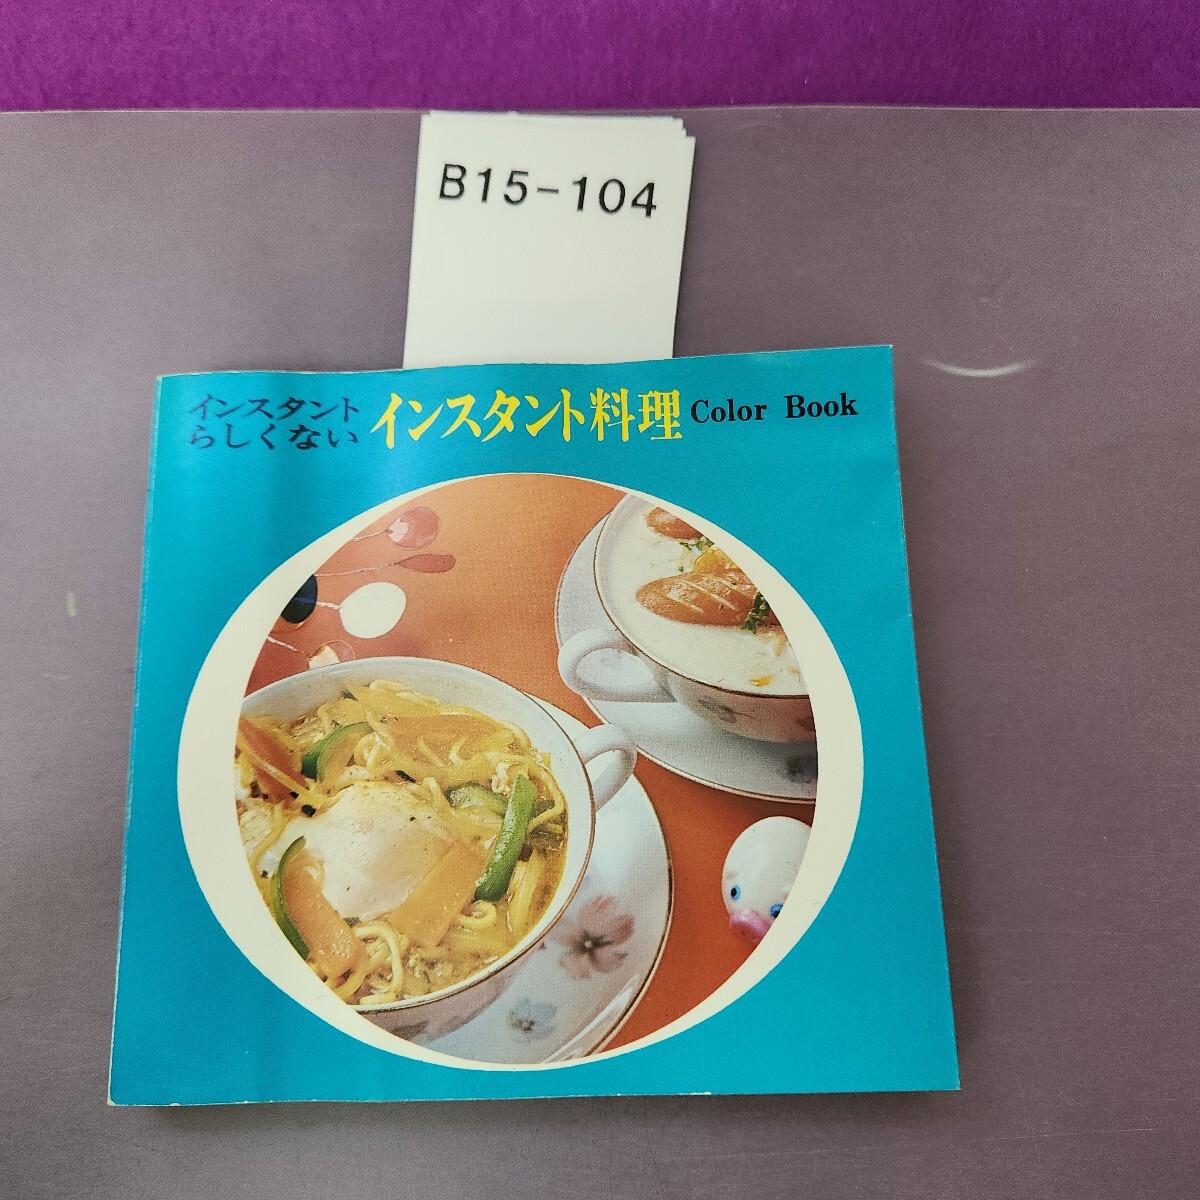 B15-104
インスタント
らしくない
インスタント料理 Color Book